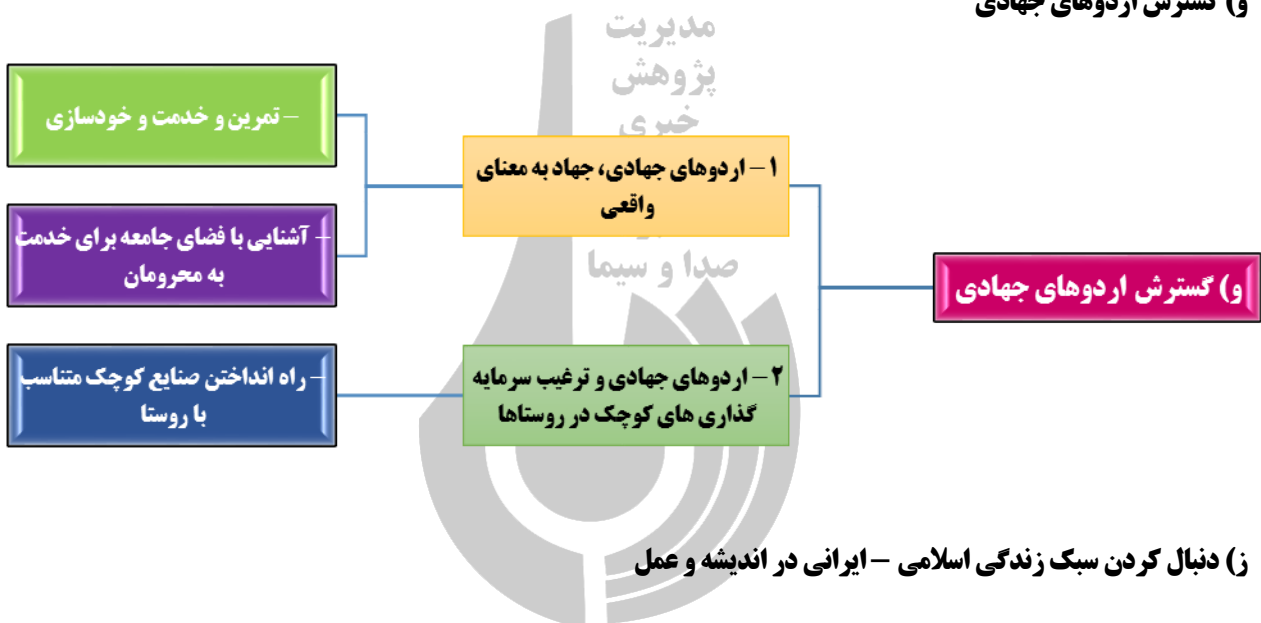 و) گسترش اردوهای جهادی
مدیریت
پژوهش
خبری
صدا و سیما
و) گسترش اردوهای جهادی
۱– اردوهای جهادی، جهاد به معنای
واقعی
– تمرین و خدمت و خودسازی
– آشنایی با فضای جامعه برای خدمت
به محرومان
۲– اردوهای جهادی و ترغیب سرمایه
گذاری های کوچک در روستاها
– راه انداختن صنایع کوچک متناسب
با روستا
ز) دنبال کردن سبک زندگی اسلامی – ایرانی در اندیشه و عمل